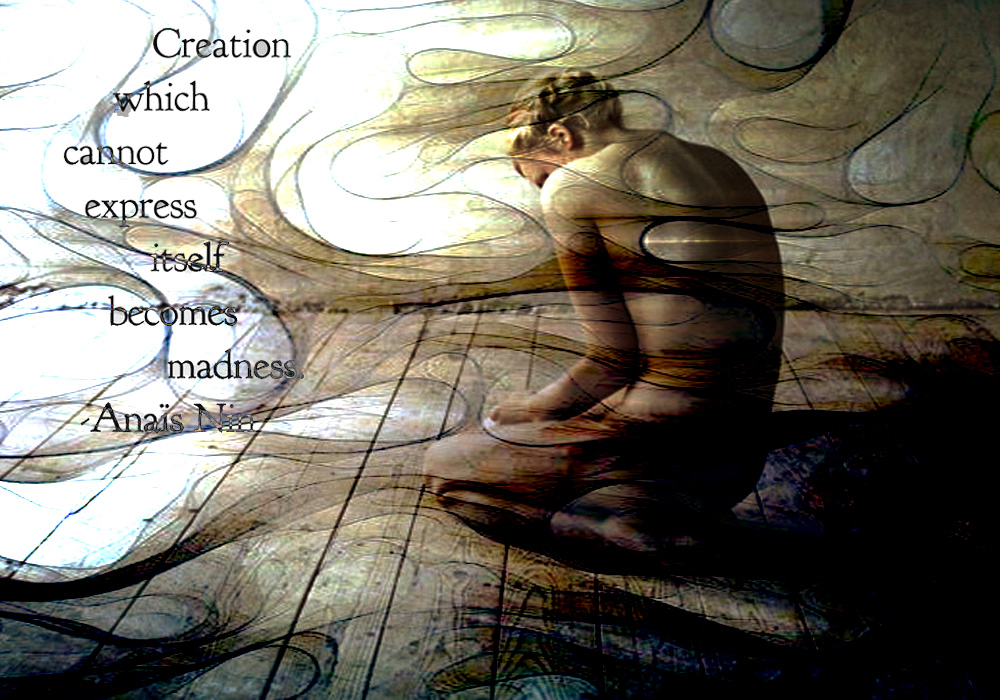 Creation
which
cannot
express
itself
becomes
madness.
-Anaïs Nin